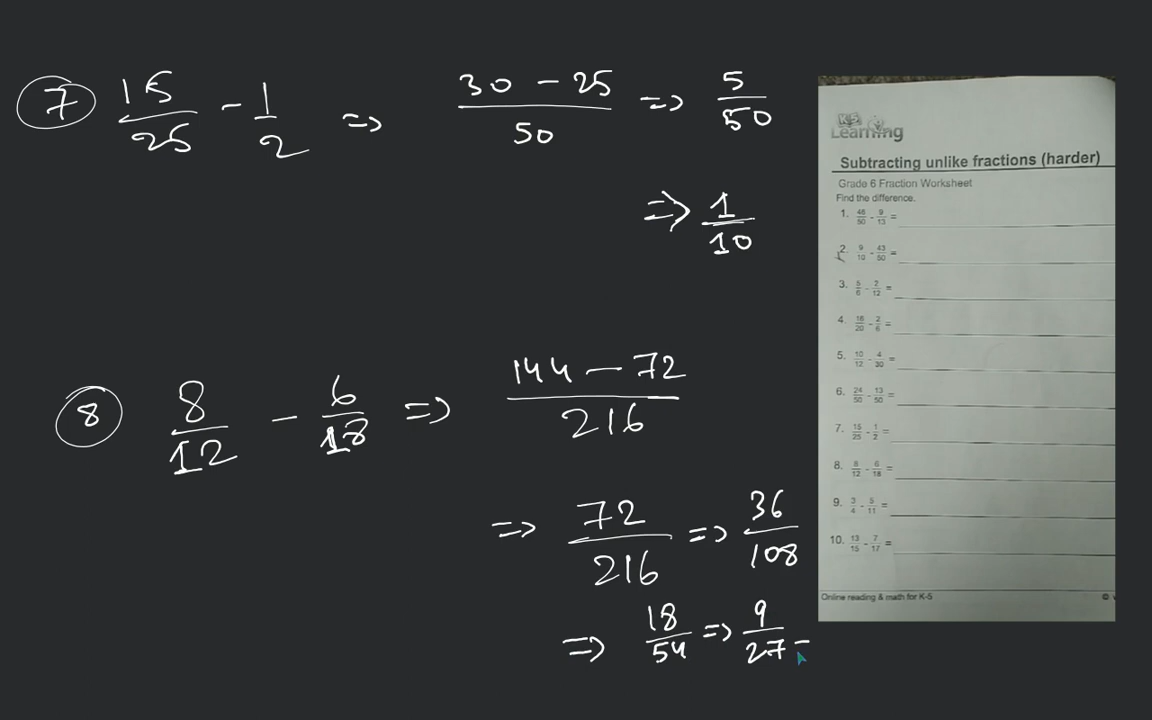 7 15/25 - 1/2 => 30 - 25/50 => 5/50
=> 1/10
8 8/12 - 6/18 => 144 - 72/216
=> 72/216 => 36/108
=> 18/54 => 9/27 =
K5 Learning
Subtracting unlike fractions (harder)
Grade 6 Fraction Worksheet
Find the difference.
1. 46/50 - 9/13 =
2. 9/10 - 43/50 =
3. 5/6 - 2/12 =
4. 16/20 - 2/6 =
5. 10/12 - 4/30 =
6. 24/50 - 13/50 =
7. 15/25 - 1/2 =
8. 8/12 - 6/18 =
9. 3/4 - 5/11 =
10. 13/15 - 7/17 =
Online reading & math for K-5 ©